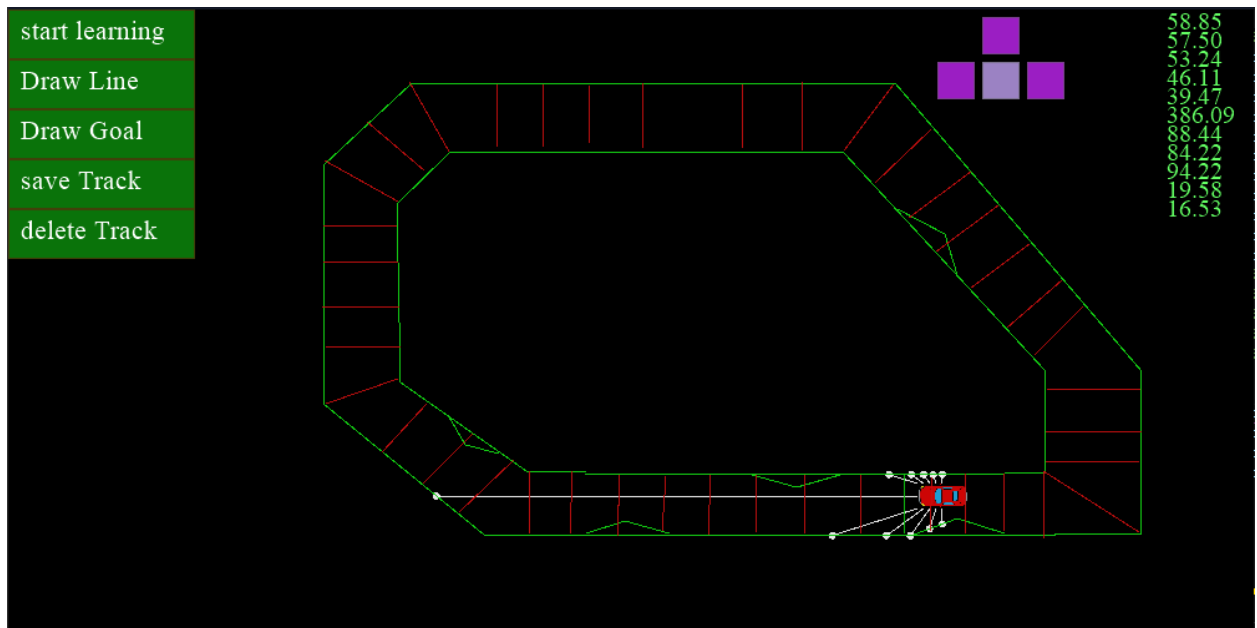 start learning
Draw Line
Draw Goal
save Track
delete Track
58.85
57.50
53.24
46.11
39.47
386.09
88.44
84.22
94.22
19.58
16.53